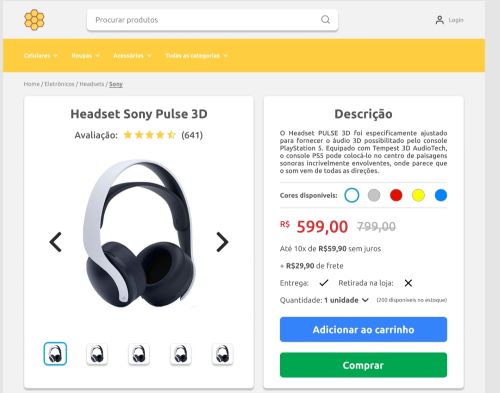 Procurar produtos
Login
Celulares Roupas Acessórios Todas as categorias
Home / Eletrônicos / Headsets / Sony
Headset Sony Pulse 3D
Avaliação: (641)
Descrição
O Headset PULSE 3D foi especificamente ajustado
para fornecer o áudio 3D possibilitado pelo console
PlayStation 5. Equipado com Tempest 3D AudioTech,
o console PS5 pode colocá-lo no centro de paisagens
sonoras incrivelmente envolventes, onde parece que
o som vem de todas as direções.
Cores disponíveis:
R$ 599,00 799,00
Até 10x de R$59,90 sem juros
+ R$29,90 de frete
Entrega: Retirada na loja:
Quantidade: 1 unidade (200 disponíveis no estoque)
Adicionar ao carrinho
Comprar